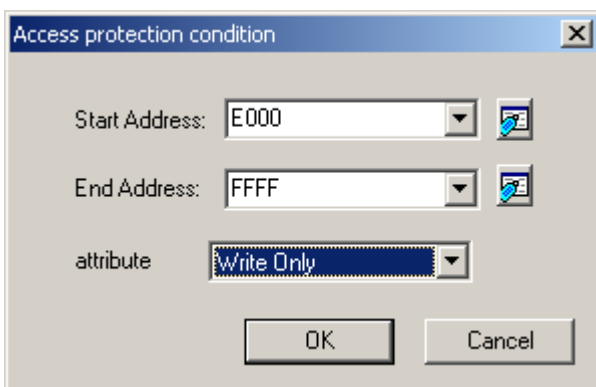 Access protection condition
Start Address: E000
End Address: FFFF
attribute Write Only
OK Cancel